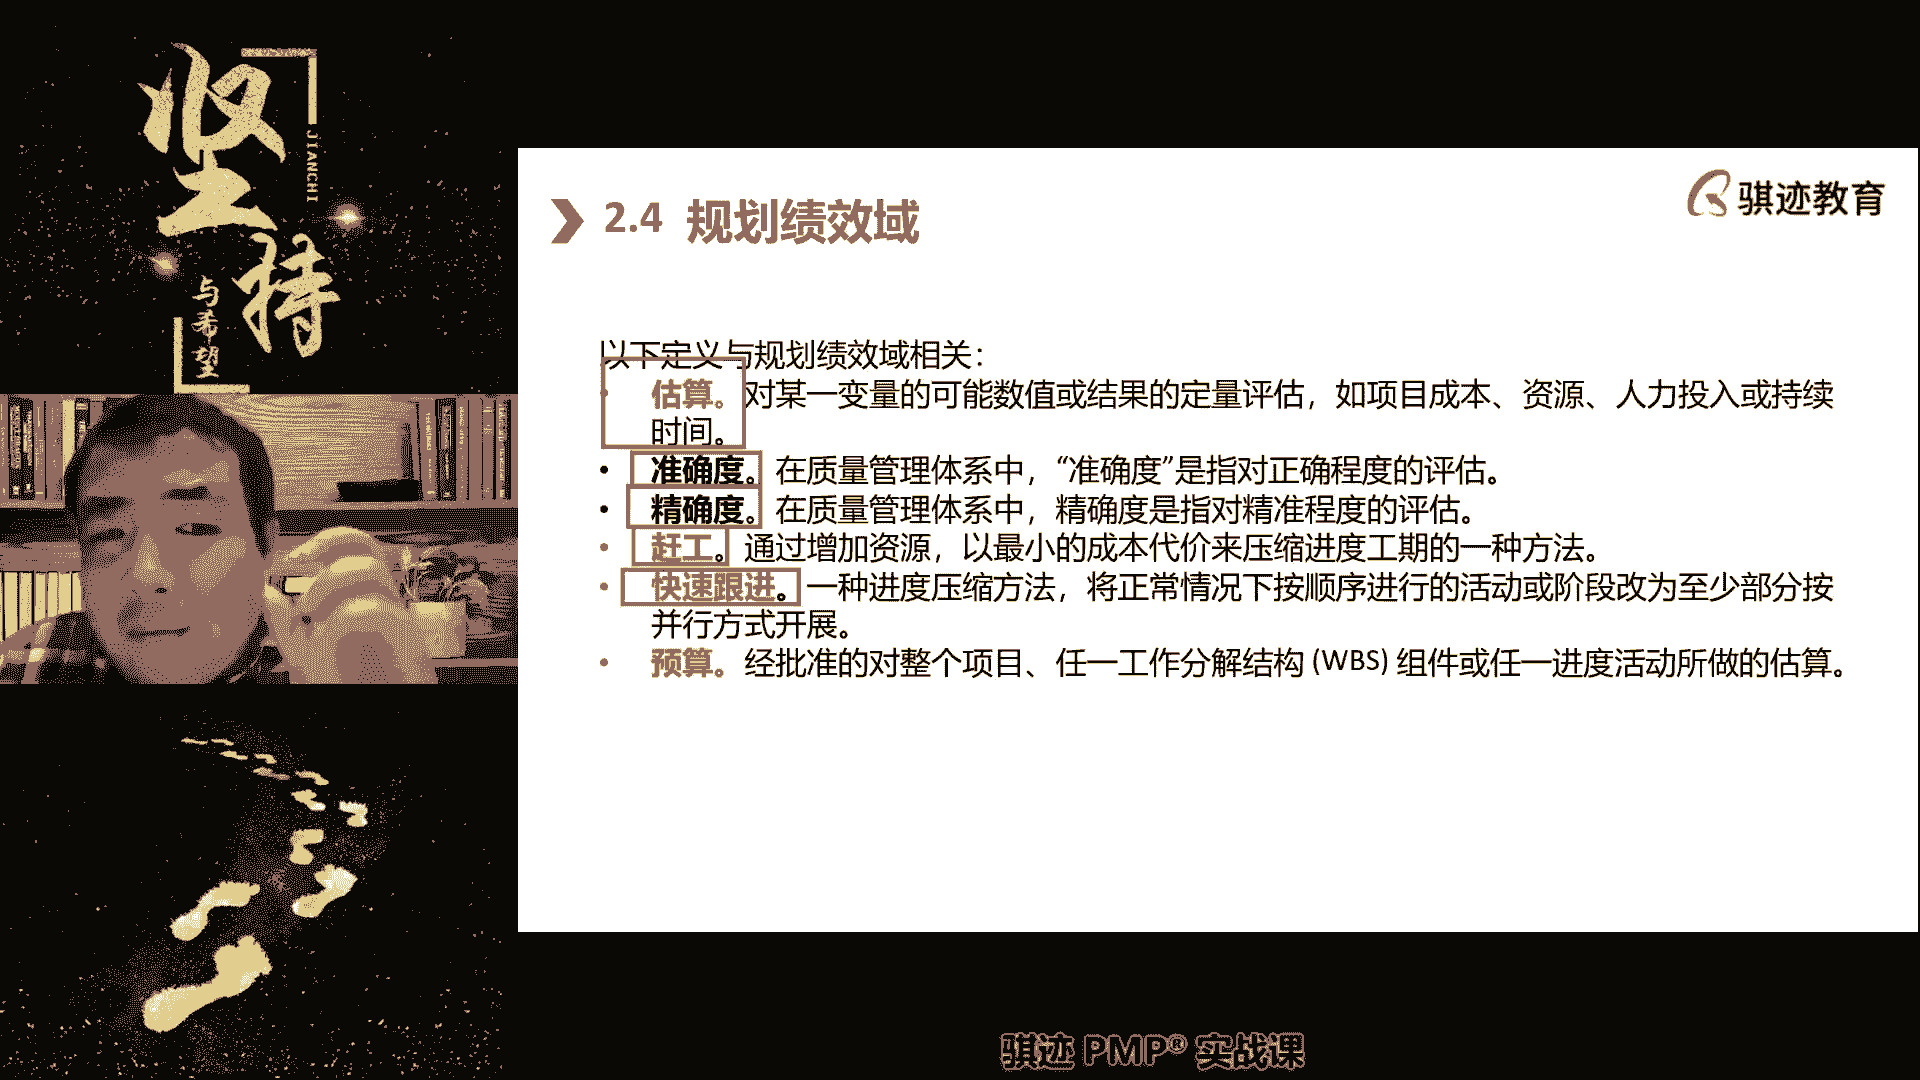 坚持
JIANCHI
与希望
骐迹教育
2.4 规划绩效域
以下定义与规划绩效域相关：
• 估算。对某一变量的可能数值或结果的定量评估，如项目成本、资源、人力投入或持续
时间。
• 准确度。在质量管理体系中，“准确度”是指对正确程度的评估。
• 精确度。在质量管理体系中，精确度是指对精准程度的评估。
• 赶工。通过增加资源，以最小的成本代价来压缩进度工期的一种方法。
• 快速跟进。一种进度压缩方法，将正常情况下按顺序进行的活动或阶段改为至少部分按
并行方式开展。
• 预算。经批准的对整个项目、任一工作分解结构 (WBS) 组件或任一进度活动所做的估算。
骐迹 PMP® 实战课